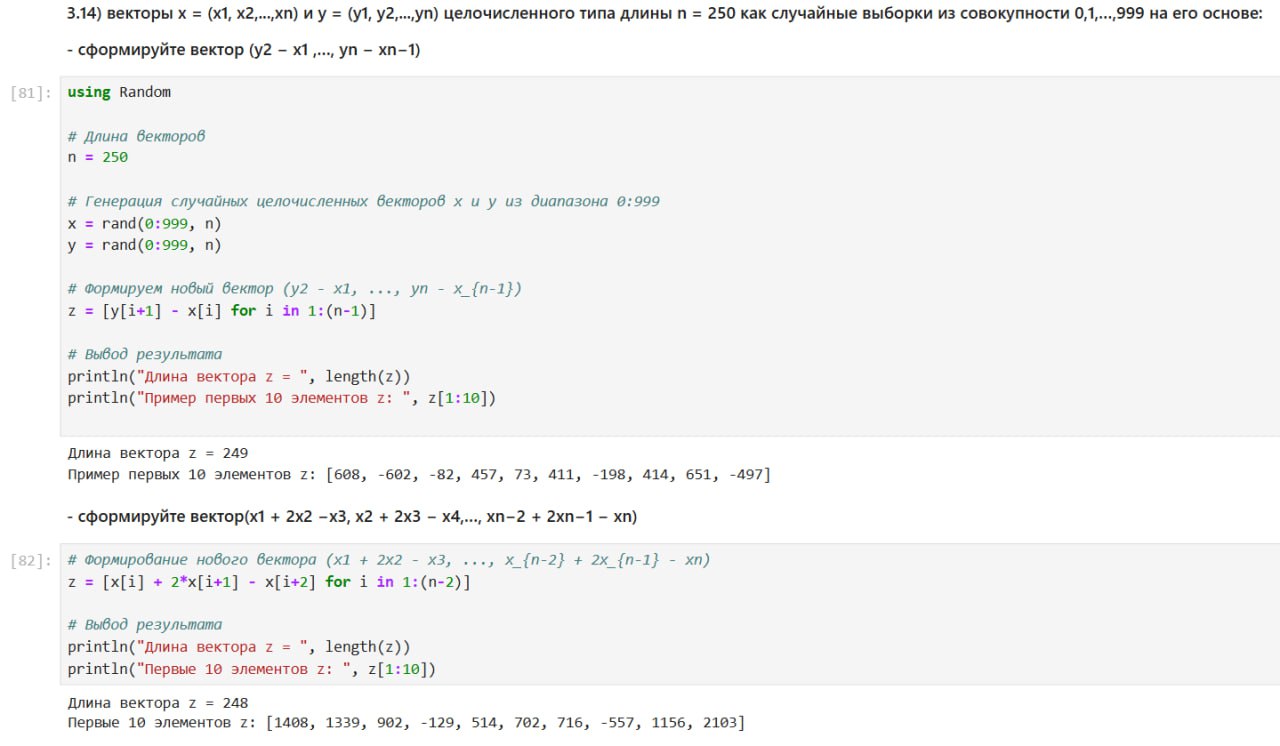 3.14) векторы x = (x1, x2,...,xn) и y = (y1, y2,...,yn) целочисленного типа длины n = 250 как случайные выборки из совокупности 0,1,...,999 на его основе:
- сформируйте вектор (y2 − x1 ,..., yn − xn−1)
[81]: using Random
# Длина векторов
n = 250
# Генерация случайных целочисленных векторов x и y из диапазона 0:999
x = rand(0:999, n)
y = rand(0:999, n)
# Формируем новый вектор (y2 - x1, ..., yn - x_{n-1})
z = [y[i+1] - x[i] for i in 1:(n-1)]
# Вывод результата
println("Длина вектора z = ", length(z))
println("Пример первых 10 элементов z: ", z[1:10])
Длина вектора z = 249
Пример первых 10 элементов z: [608, -602, -82, 457, 73, 411, -198, 414, 651, -497]
- сформируйте вектор(x1 + 2x2 −x3, x2 + 2x3 − x4,..., xn−2 + 2xn−1 − xn)
[82]: # Формирование нового вектора (x1 + 2x2 - x3, ..., x_{n-2} + 2x_{n-1} - xn)
z = [x[i] + 2*x[i+1] - x[i+2] for i in 1:(n-2)]
# Вывод результата
println("Длина вектора z = ", length(z))
println("Первые 10 элементов z: ", z[1:10])
Длина вектора z = 248
Первые 10 элементов z: [1408, 1339, 902, -129, 514, 702, 716, -557, 1156, 2103]